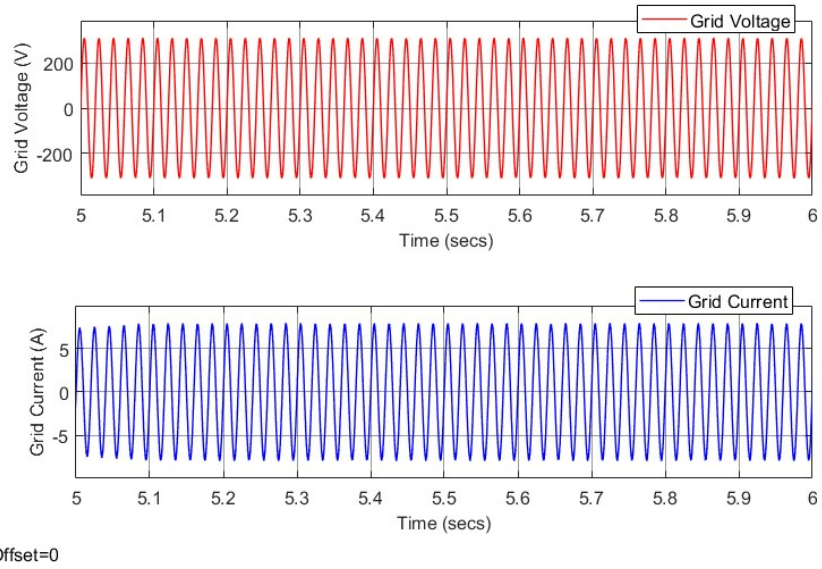 Grid Voltage
Grid Voltage (V)
200
0
-200
5 5.1 5.2 5.3 5.4 5.5 5.6 5.7 5.8 5.9 6
Time (secs)
Grid Current
Grid Current (A)
5
0
-5
5 5.1 5.2 5.3 5.4 5.5 5.6 5.7 5.8 5.9 6
Time (secs)
ffset=0